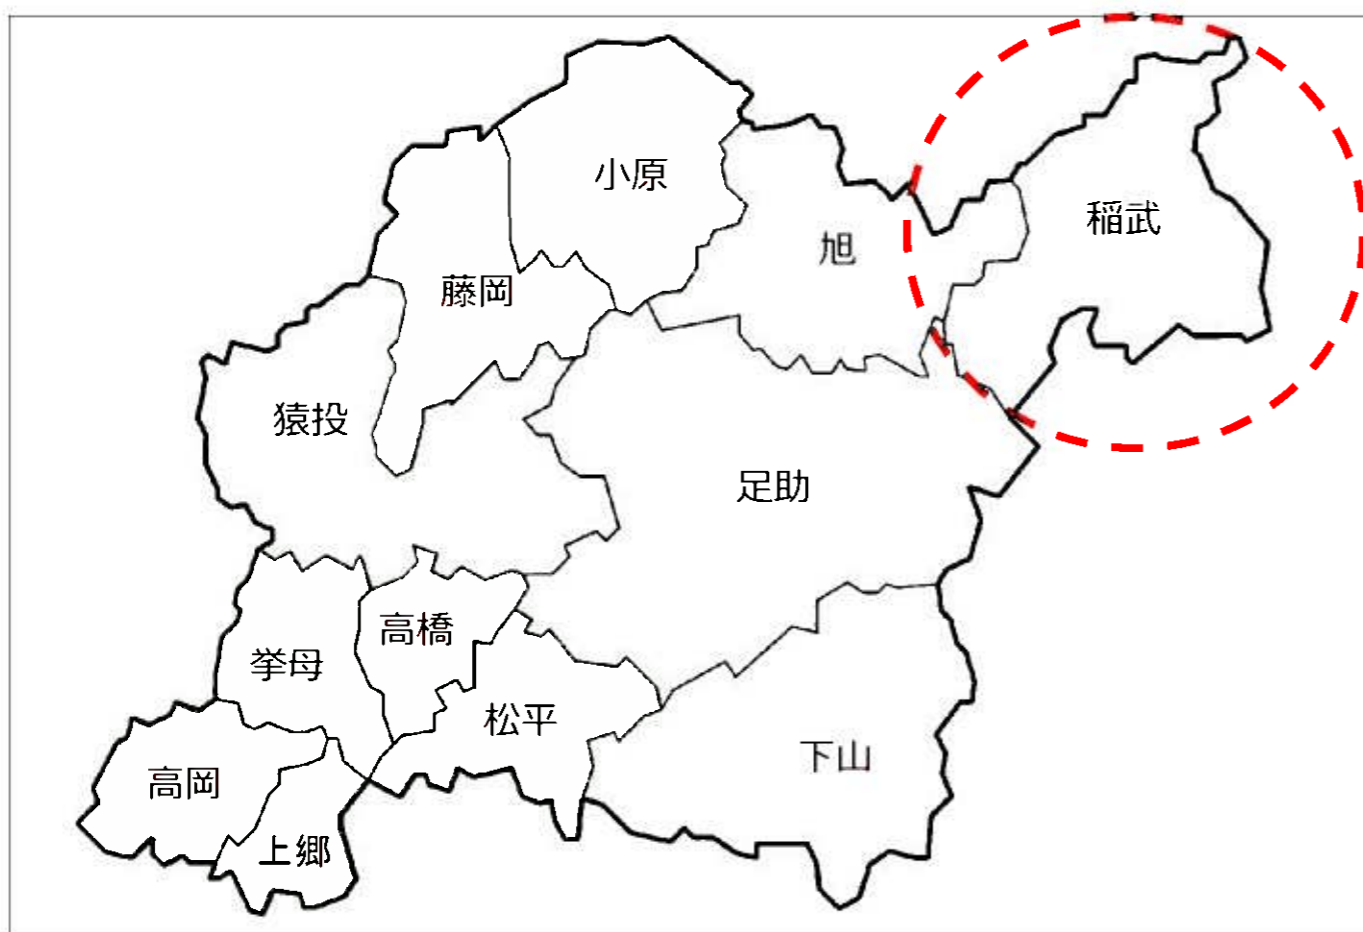 小原
稲武
旭
藤岡
猿投
足助
高橋
挙母
松平
下山
高岡
上郷